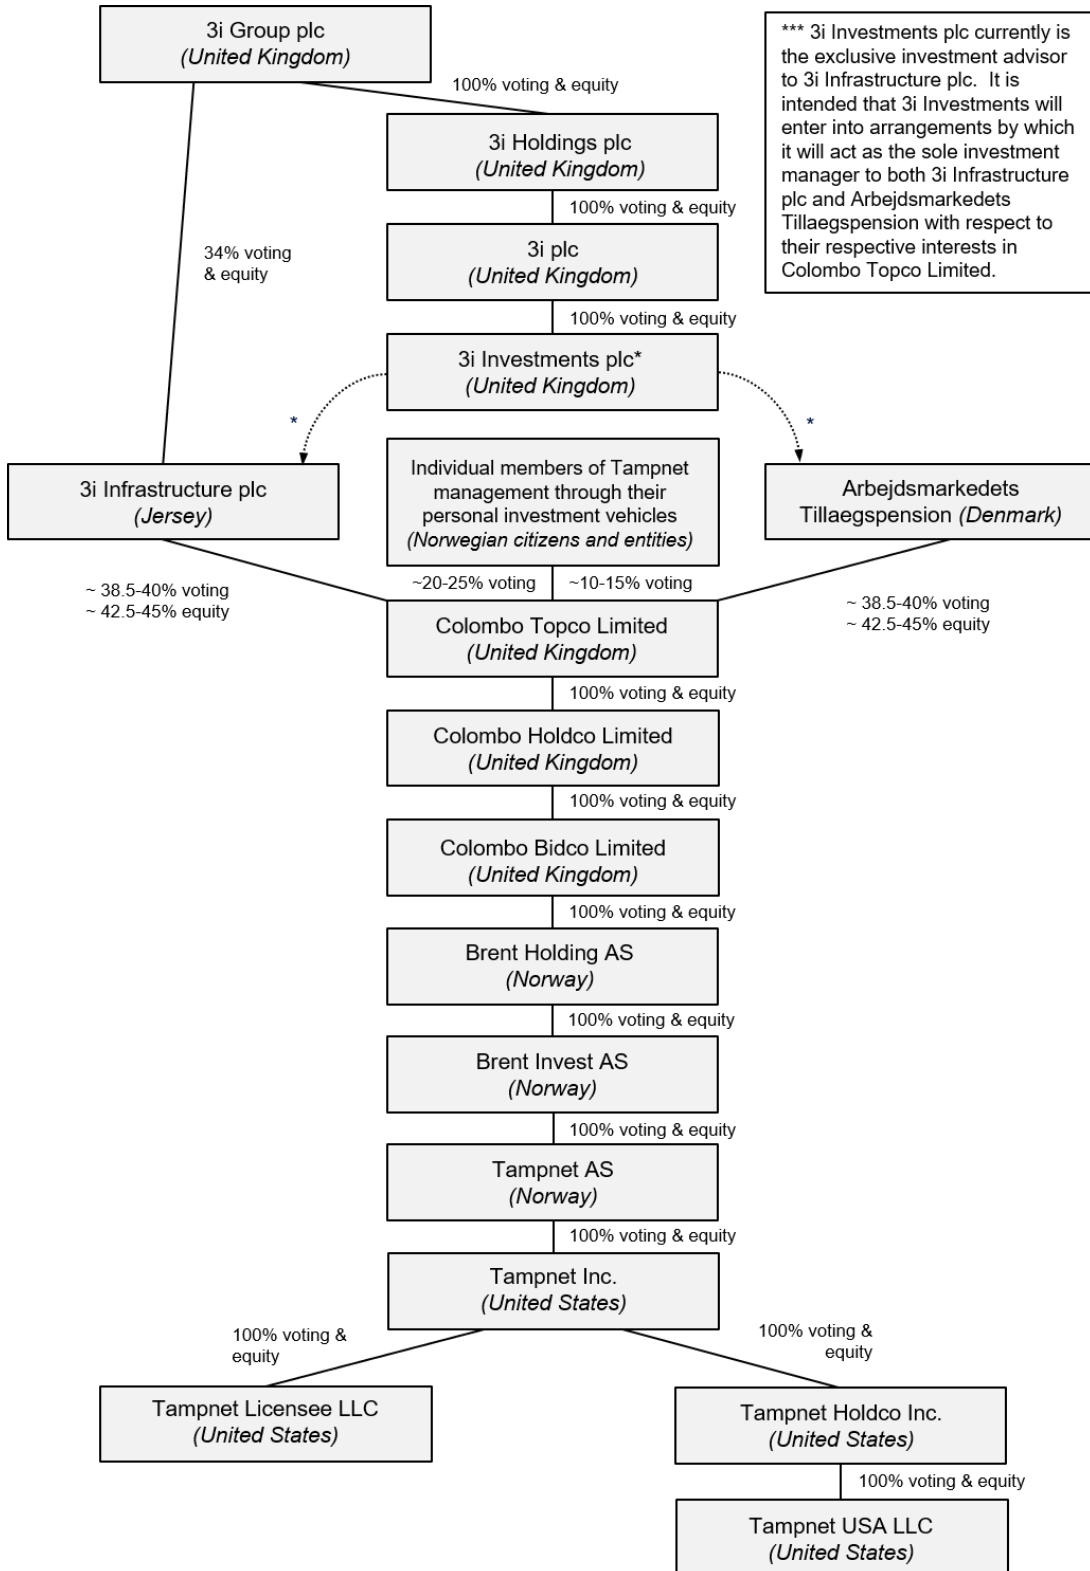 3i Group plc
(United Kingdom)
*** 3i Investments plc currently is
the exclusive investment advisor
to 3i Infrastructure plc.  It is
intended that 3i Investments will
enter into arrangements by which
it will act as the sole investment
manager to both 3i Infrastructure
plc and Arbejdsmarkedets
Tillaegspension with respect to
their respective interests in
Colombo Topco Limited.
100% voting & equity
3i Holdings plc
(United Kingdom)
100% voting & equity
34% voting
& equity
3i plc
(United Kingdom)
100% voting & equity
3i Investments plc*
(United Kingdom)
*
*
3i Infrastructure plc
(Jersey)
Individual members of Tampnet
management through their
personal investment vehicles
(Norwegian citizens and entities)
Arbejdsmarkedets
Tillaegspension (Denmark)
~ 38.5-40% voting
~ 42.5-45% equity
~20-25% voting
~10-15% voting
~ 38.5-40% voting
~ 42.5-45% equity
Colombo Topco Limited
(United Kingdom)
100% voting & equity
Colombo Holdco Limited
(United Kingdom)
100% voting & equity
Colombo Bidco Limited
(United Kingdom)
100% voting & equity
Brent Holding AS
(Norway)
100% voting & equity
Brent Invest AS
(Norway)
100% voting & equity
Tampnet AS
(Norway)
100% voting & equity
Tampnet Inc.
(United States)
100% voting &
equity
100% voting &
equity
Tampnet Licensee LLC
(United States)
Tampnet Holdco Inc.
(United States)
100% voting & equity
Tampnet USA LLC
(United States)